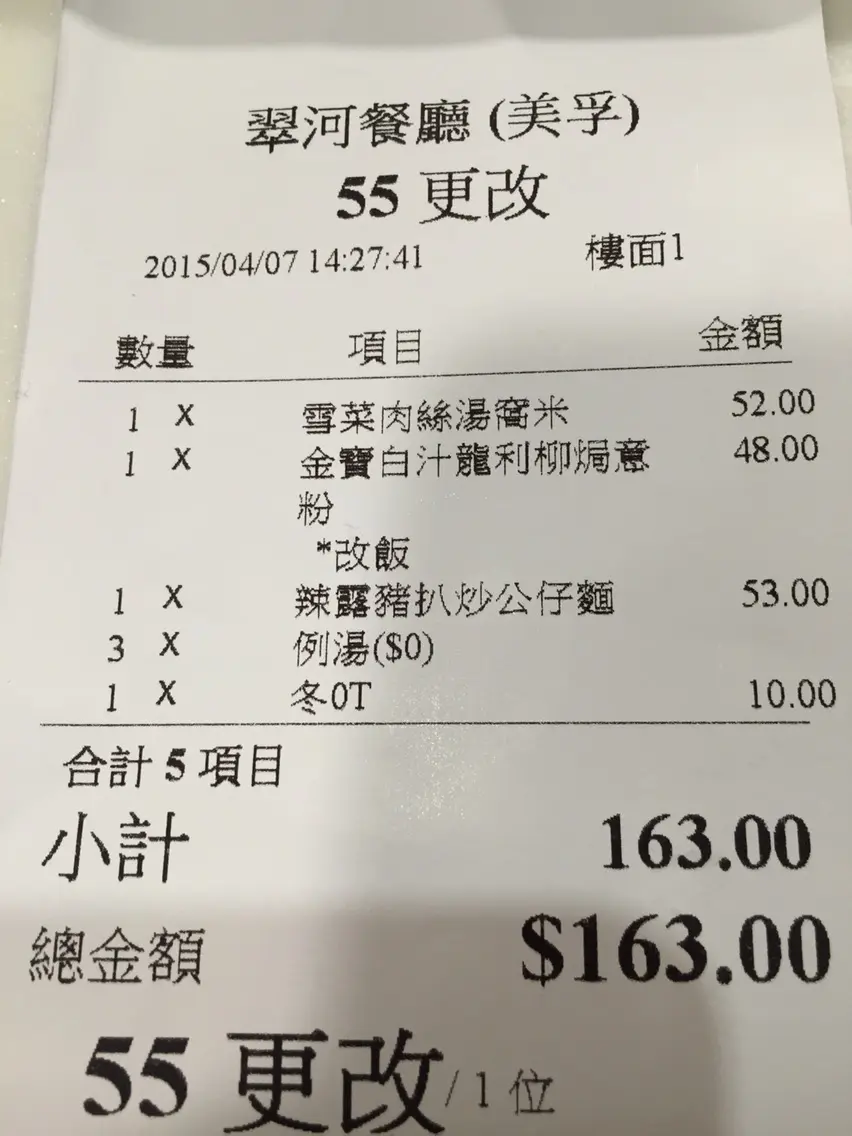 翠河餐廳 (美孚)
55 更改
2015/04/07 14:27:41 樓面1
數量 項目 金額
1 X 雪菜肉絲湯窩米 52.00
1 X 金寶白汁龍利柳焗意 48.00
粉
*改飯
1 X 辣露豬扒炒公仔麵 53.00
3 X 例湯($0)
1 X 冬0T 10.00
合計 5 項目
小計 163.00
總金額 $163.00
55 更改/1 位